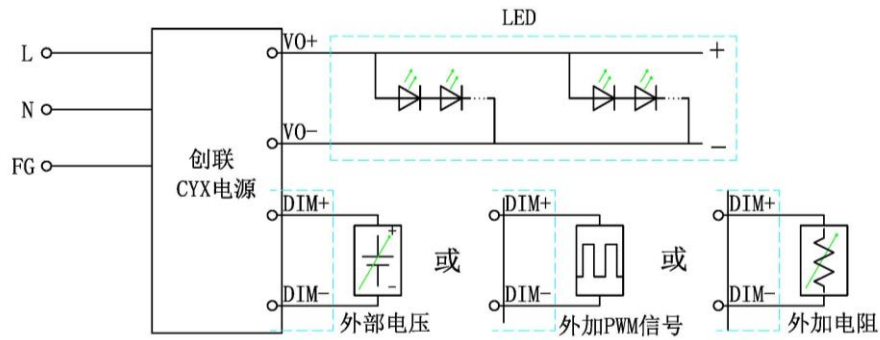 LED
L
VO+
+
N
VO-
−
FG
创联
CYX电源
DIM+
DIM+
DIM+
+
或
或
-
DIM-
DIM-
DIM-
外部电压
外加PWM信号
外加电阻